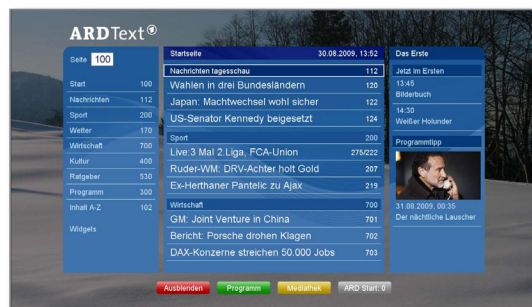 ARD Text
Seite 100
Start 100
Nachrichten 112
Sport 200
Wetter 170
Wirtschaft 700
Kultur 400
Ratgeber 530
Programm 300
Inhalt A-Z 102
Widgets
Startseite 30.08.2009, 13:52
Nachrichten tagesschau 112
Wahlen in drei Bundesländern 120
Japan: Machtwechsel wohl sicher 122
US-Senator Kennedy beigesetzt 124
Sport 200
Live:3 Mal 2.Liga, FCA-Union 275/222
Ruder-WM: DRV-Achter holt Gold 207
Ex-Herthaner Pantelic zu Ajax 219
Wirtschaft 700
GM: Joint Venture in China 701
Bericht: Porsche drohen Klagen 702
DAX-Konzerne streichen 50.000 Jobs 703
Das Erste
Jetzt im Ersten
13:45
Bilderbuch
14:30
Weißer Holunder
Programmtipp
31.08.2009, 00:35
Der nächtliche Lauscher
Ausblenden Programm Mediathek ARD Start: 0